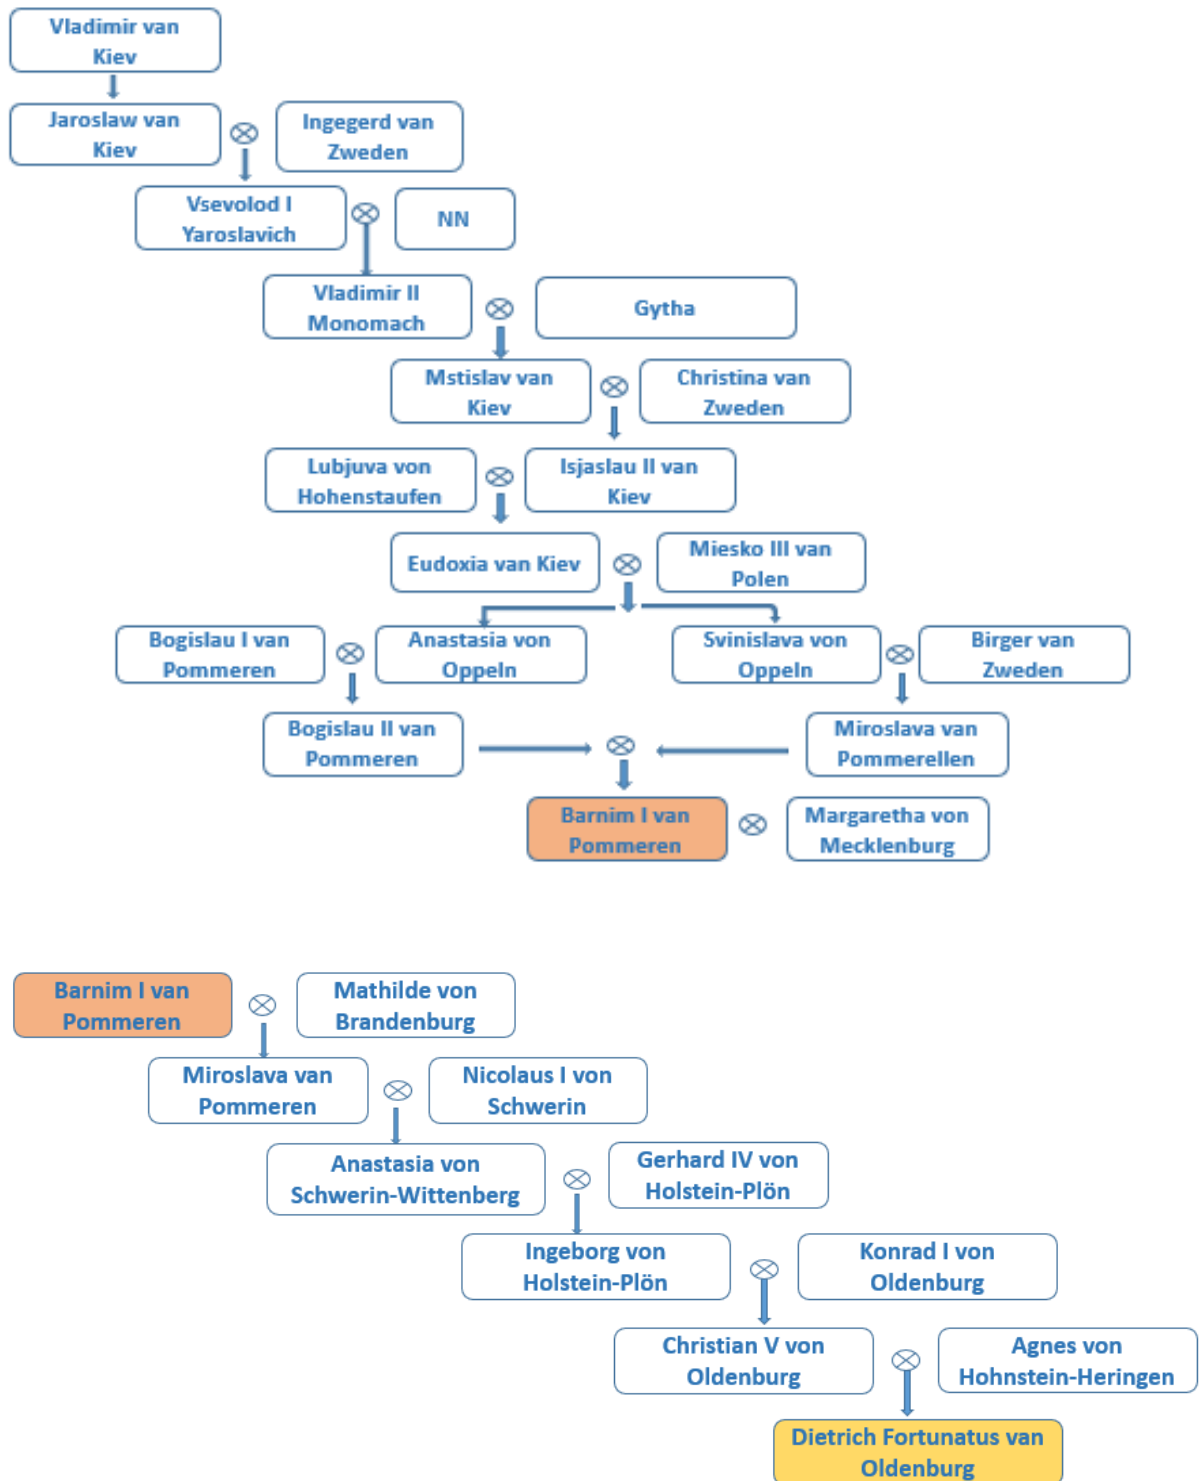 Vladimir van
Kiev
Jaroslaw van
Kiev
Ingegerd van
Zweden
Vsevolod I
Yaroslavich
NN
Vladimir II
Monomach
Gytha
Mstislav van
Kiev
Christina van
Zweden
Lubjuva von
Hohenstaufen
Isjaslau II van
Kiev
Eudoxia van Kiev
Miesko III van
Polen
Bogislau I van
Pommeren
Anastasia von
Oppeln
Svinislava von
Oppeln
Birger van
Zweden
Bogislau II van
Pommeren
Miroslava van
Pommerellen
Barnim I van
Pommeren
Margaretha von
Mecklenburg
Barnim I van
Pommeren
Mathilde von
Brandenburg
Miroslava van
Pommeren
Nicolaus I von
Schwerin
Anastasia von
Schwerin-Wittenberg
Gerhard IV von
Holstein-Plön
Ingeborg von
Holstein-Plön
Konrad I von
Oldenburg
Christian V von
Oldenburg
Agnes von
Hohnstein-Heringen
Dietrich Fortunatus van
Oldenburg